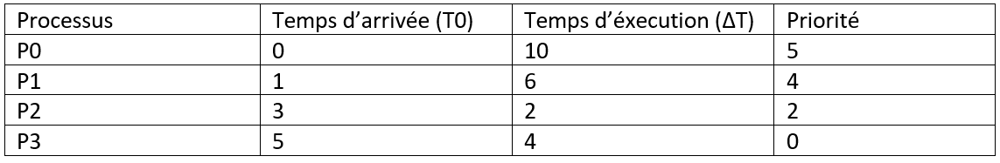 Processus Temps d’arrivée (T0) Temps d’éxecution (ΔT) Priorité
P0 0 10 5
P1 1 6 4
P2 3 2 2
P3 5 4 0